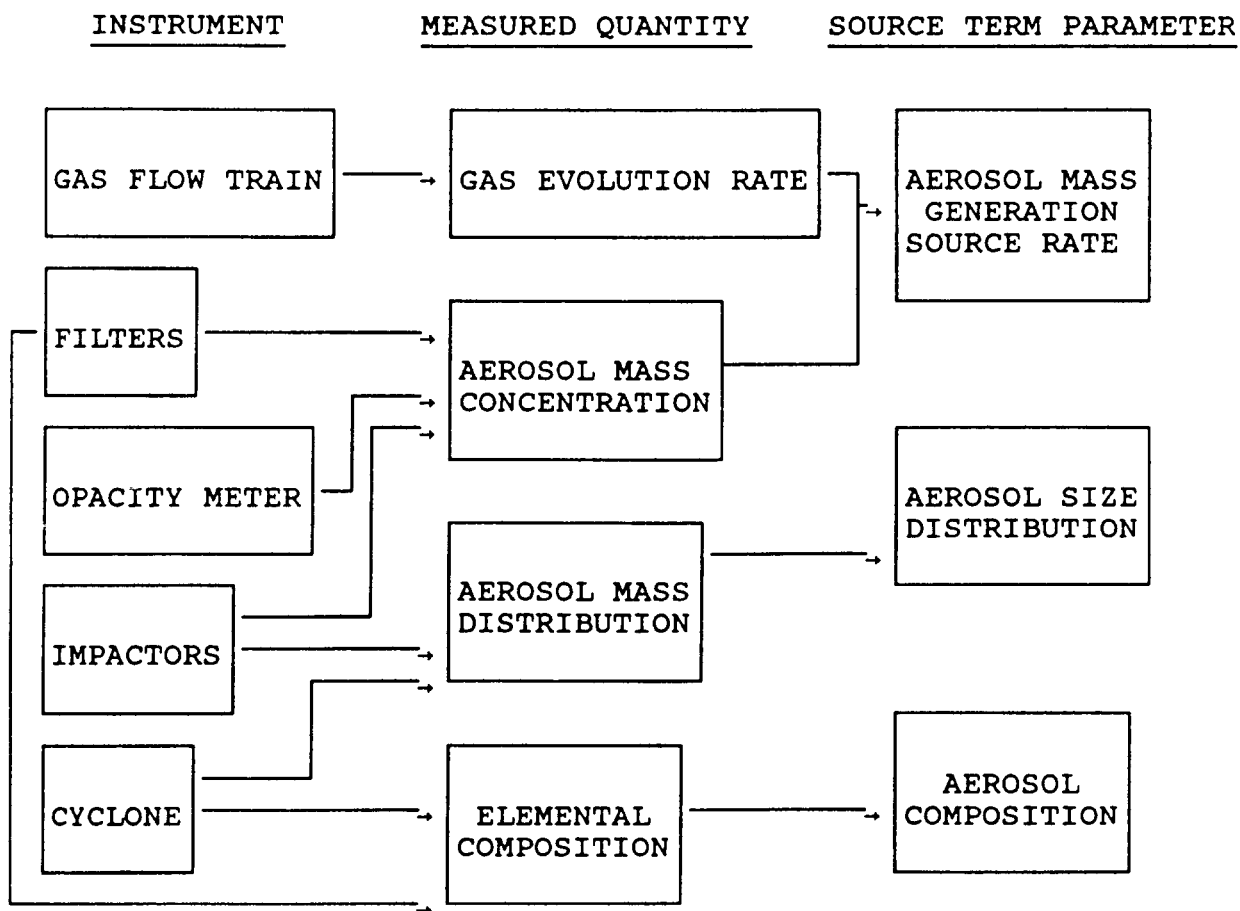 INSTRUMENT
MEASURED QUANTITY
SOURCE TERM PARAMETER
GAS FLOW TRAIN
GAS EVOLUTION RATE
AEROSOL MASS
GENERATION
SOURCE RATE
FILTERS
AEROSOL MASS
CONCENTRATION
OPACITY METER
AEROSOL SIZE
DISTRIBUTION
IMPACTORS
AEROSOL MASS
DISTRIBUTION
CYCLONE
ELEMENTAL
COMPOSITION
AEROSOL
COMPOSITION